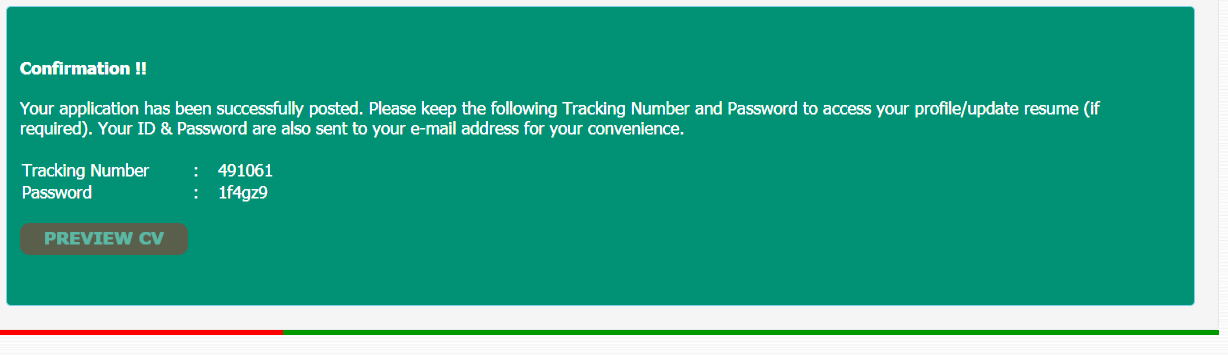 Confirmation !!
Your application has been successfully posted. Please keep the following Tracking Number and Password to access your profile/update resume (if
required). Your ID & Password are also sent to your e-mail address for your convenience.
Tracking Number : 491061
Password : 1f4gz9
PREVIEW CV